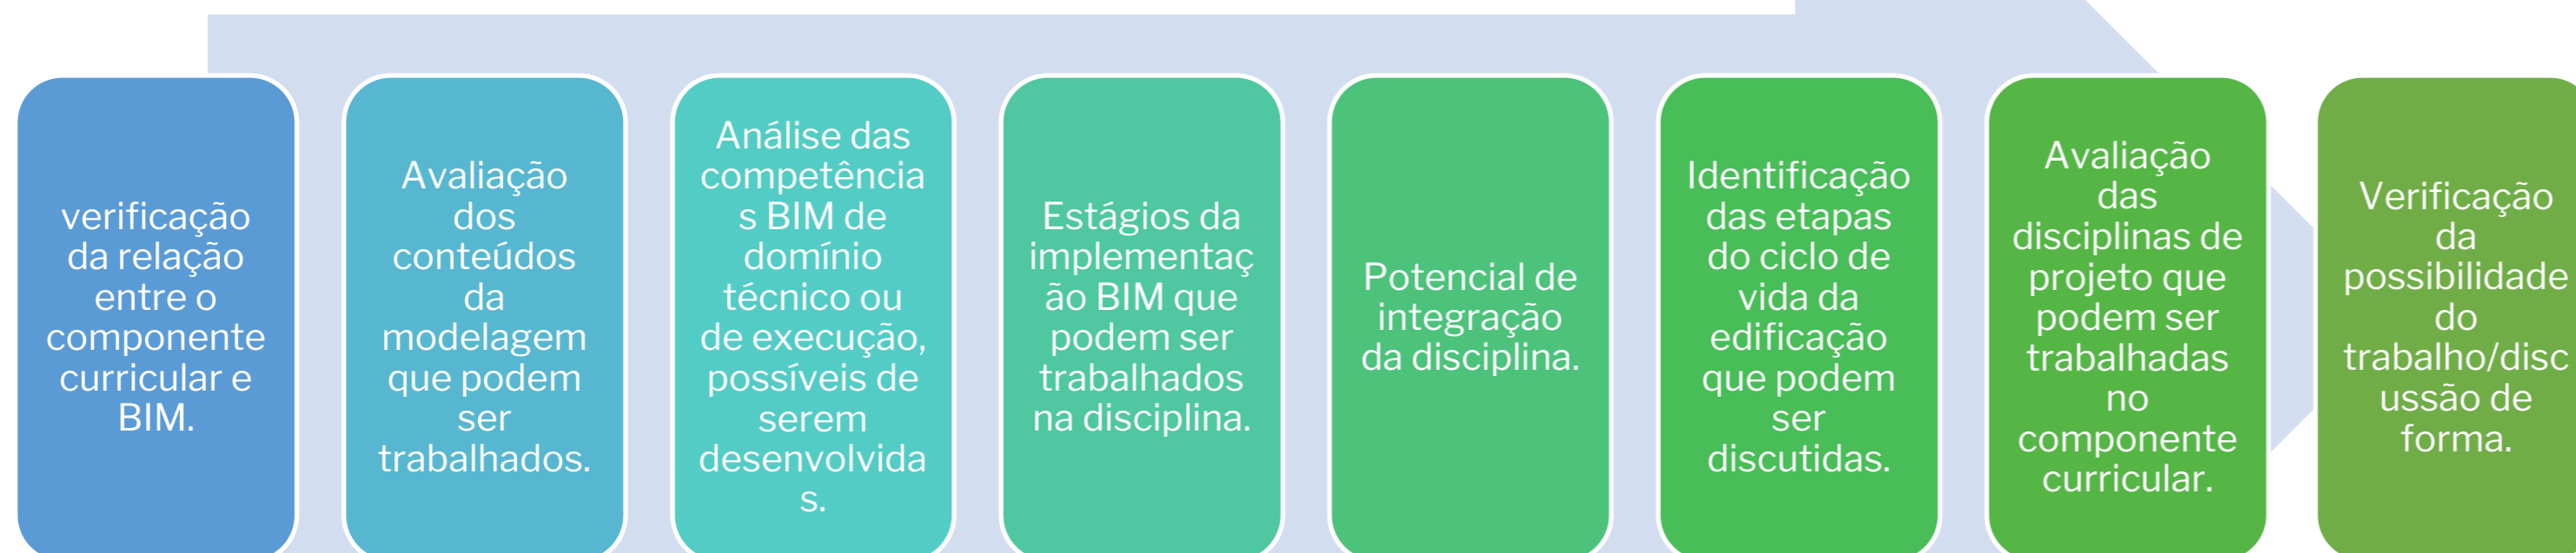 verificação
da relação
entre o
componente
curricular e
BIM.
Avaliação
dos
conteúdos
da
modelagem
que podem
ser
trabalhados.
Análise das
competência
s BIM de
domínio
técnico ou
de execução,
possíveis de
serem
desenvolvida
s.
Estágios da
implementaç
ão BIM que
podem ser
trabalhados
na disciplina.
Potencial de
integração
da disciplina.
Identificação
das etapas
do ciclo de
vida da
edificação
que podem
ser
discutidas.
Avaliação
das
disciplinas de
projeto que
podem ser
trabalhadas
no
componente
curricular.
Verificação
da
possibilidade
do
trabalho/disc
ussão de
forma.